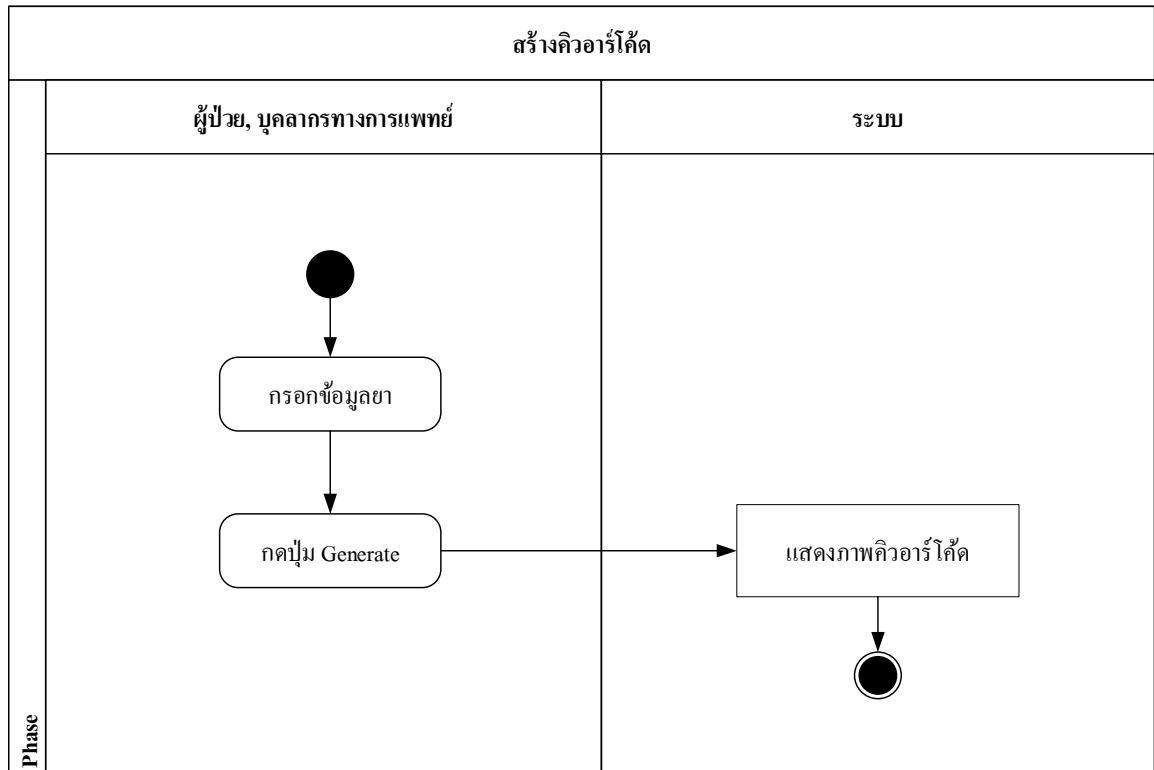 สร้างคิวอาร์โค้ด
ผู้ป่วย, บุคลากรทางการแพทย์
ระบบ
กรอกข้อมูลยา
กดปุ่ม Generate
แสดงภาพคิวอาร์โค้ด
Phase